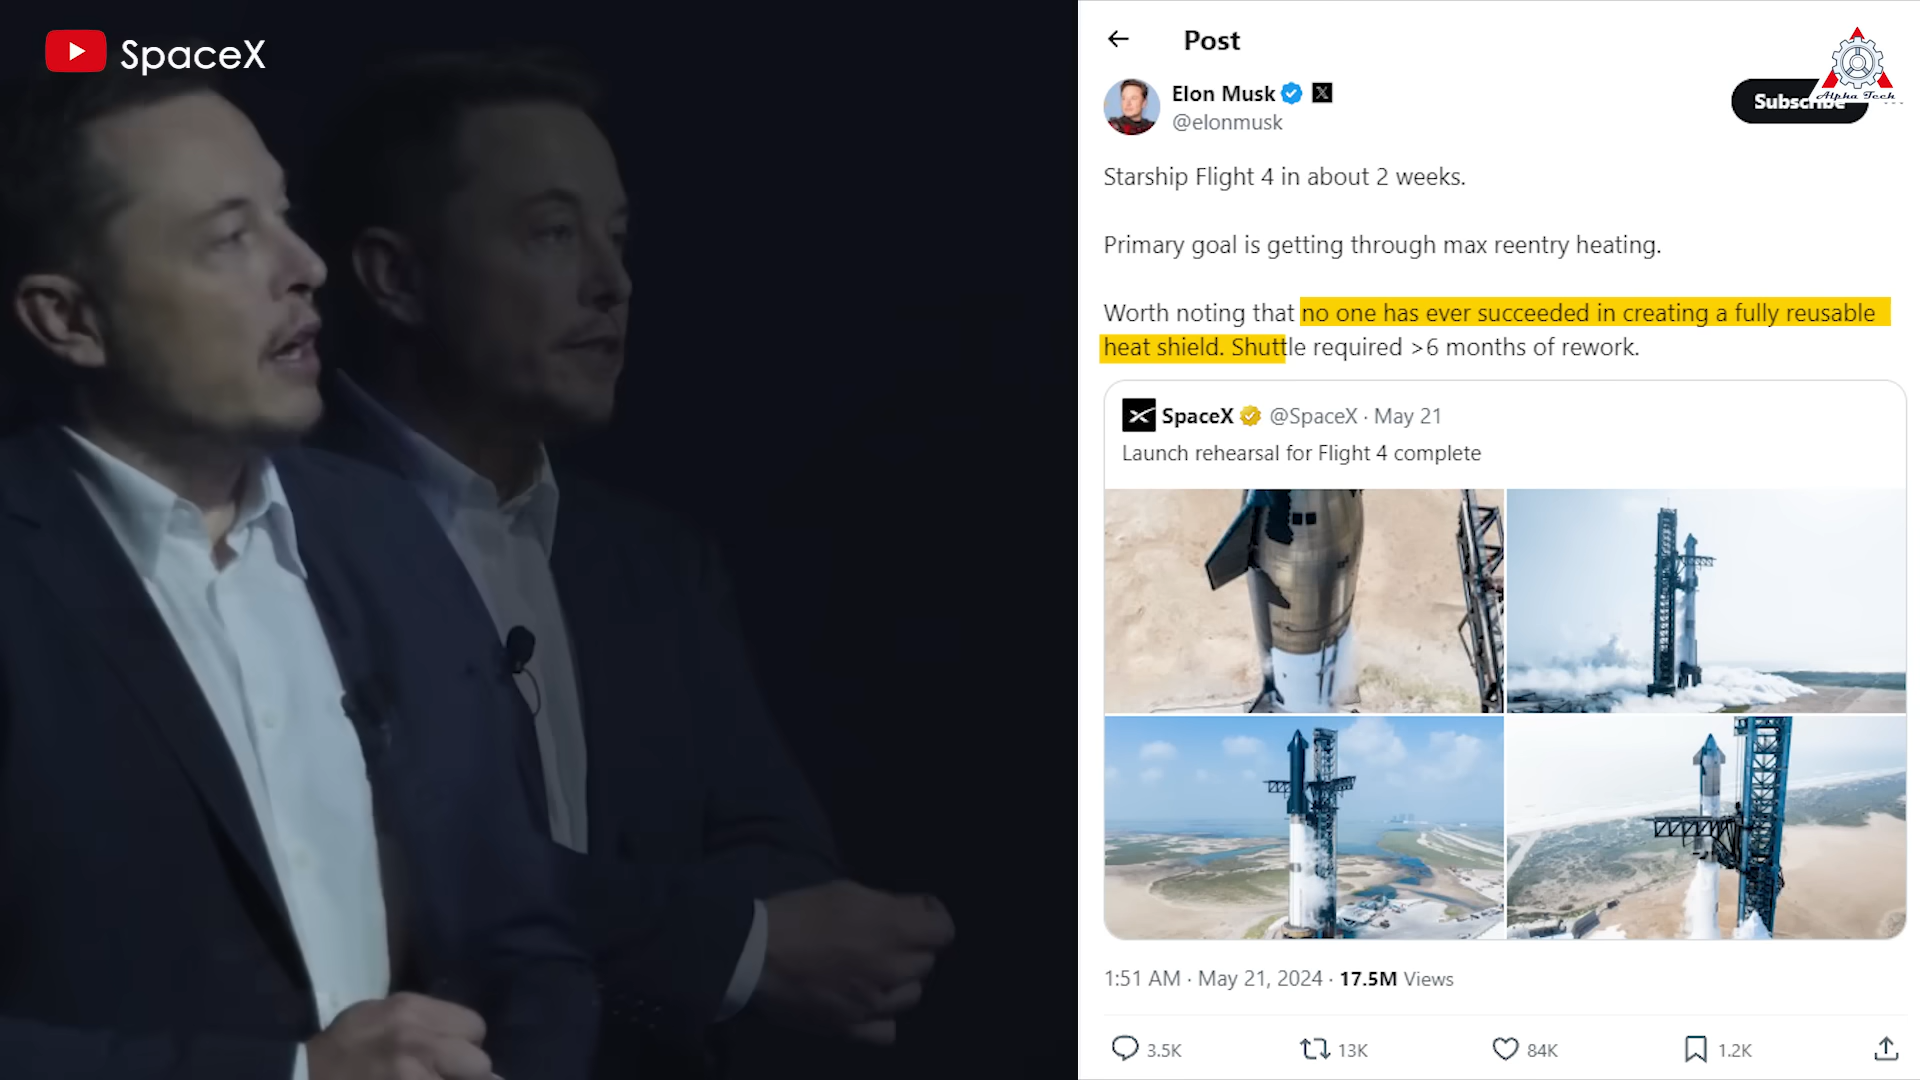 SpaceX
Post
Elon Musk
@elonmusk
Subscribe
Alpha Tech
Starship Flight 4 in about 2 weeks.
Primary goal is getting through max reentry heating.
Worth noting that no one has ever succeeded in creating a fully reusable
heat shield. Shuttle required >6 months of rework.
SpaceX @SpaceX · May 21
Launch rehearsal for Flight 4 complete
1:51 AM · May 21, 2024 · 17.5M Views
3.5K 13K 84K 1.2K